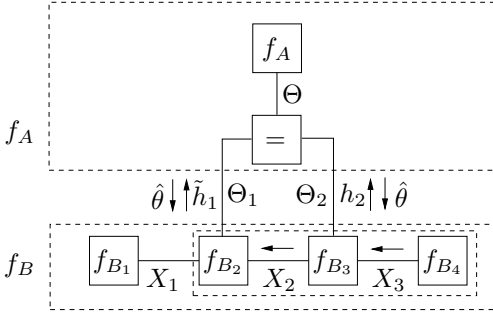 f_A
Θ
f_A
=
θ̂ h̃_1 Θ_1 Θ_2 h_2 θ̂
f_B f_{B_1} f_{B_2} f_{B_3} f_{B_4}
X_1 X_2 X_3